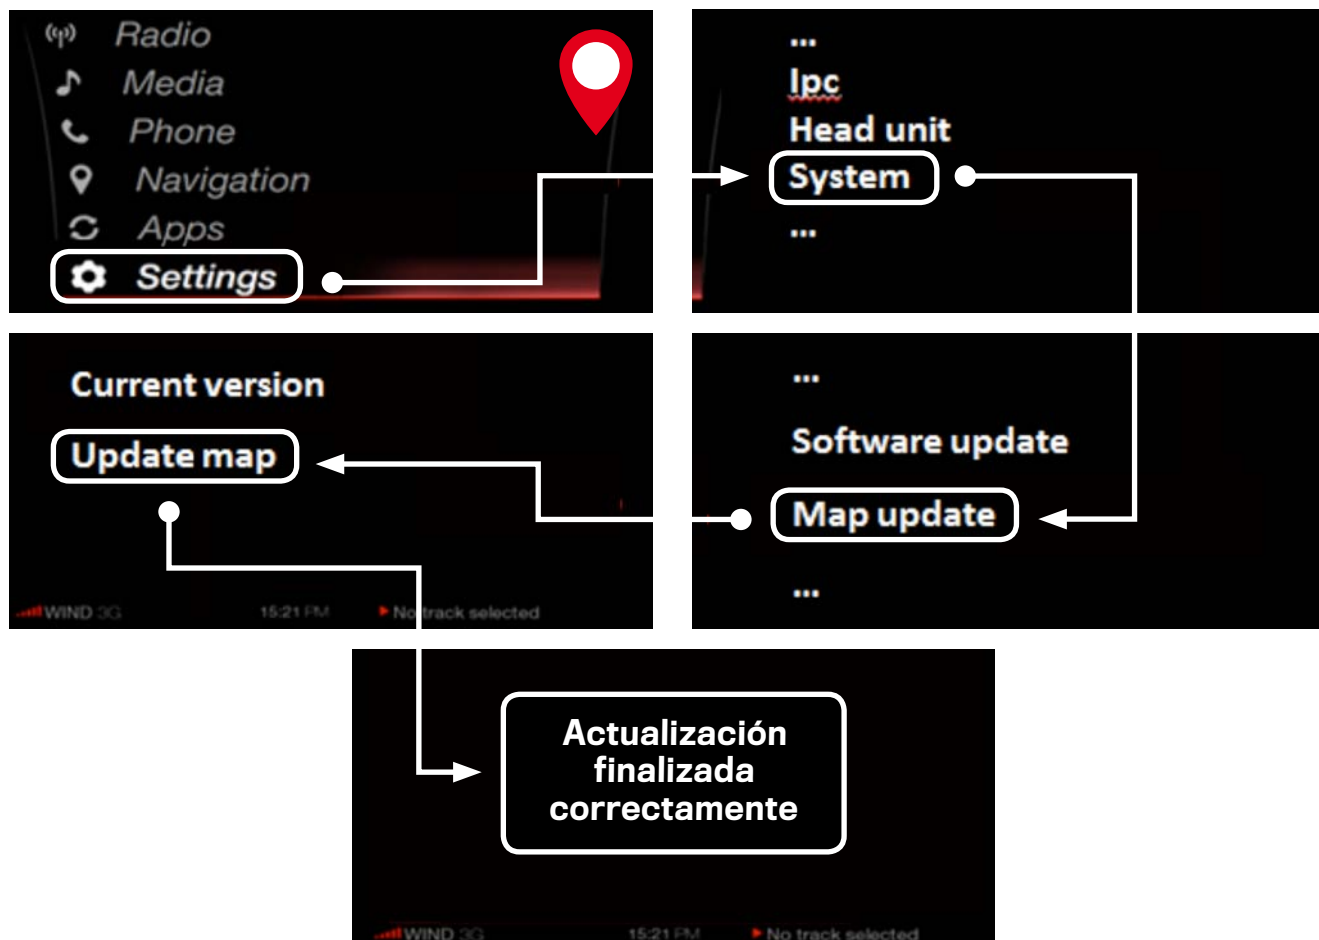 Radio
Media
Phone
Navigation
Apps
Settings
...
Ipc
Head unit
System
...
Current version
Update map
WIND 3G 15:21 PM No track selected
...
Software update
Map update
...
Actualización
finalizada
correctamente
WIND 3G 15:21 PM No track selected